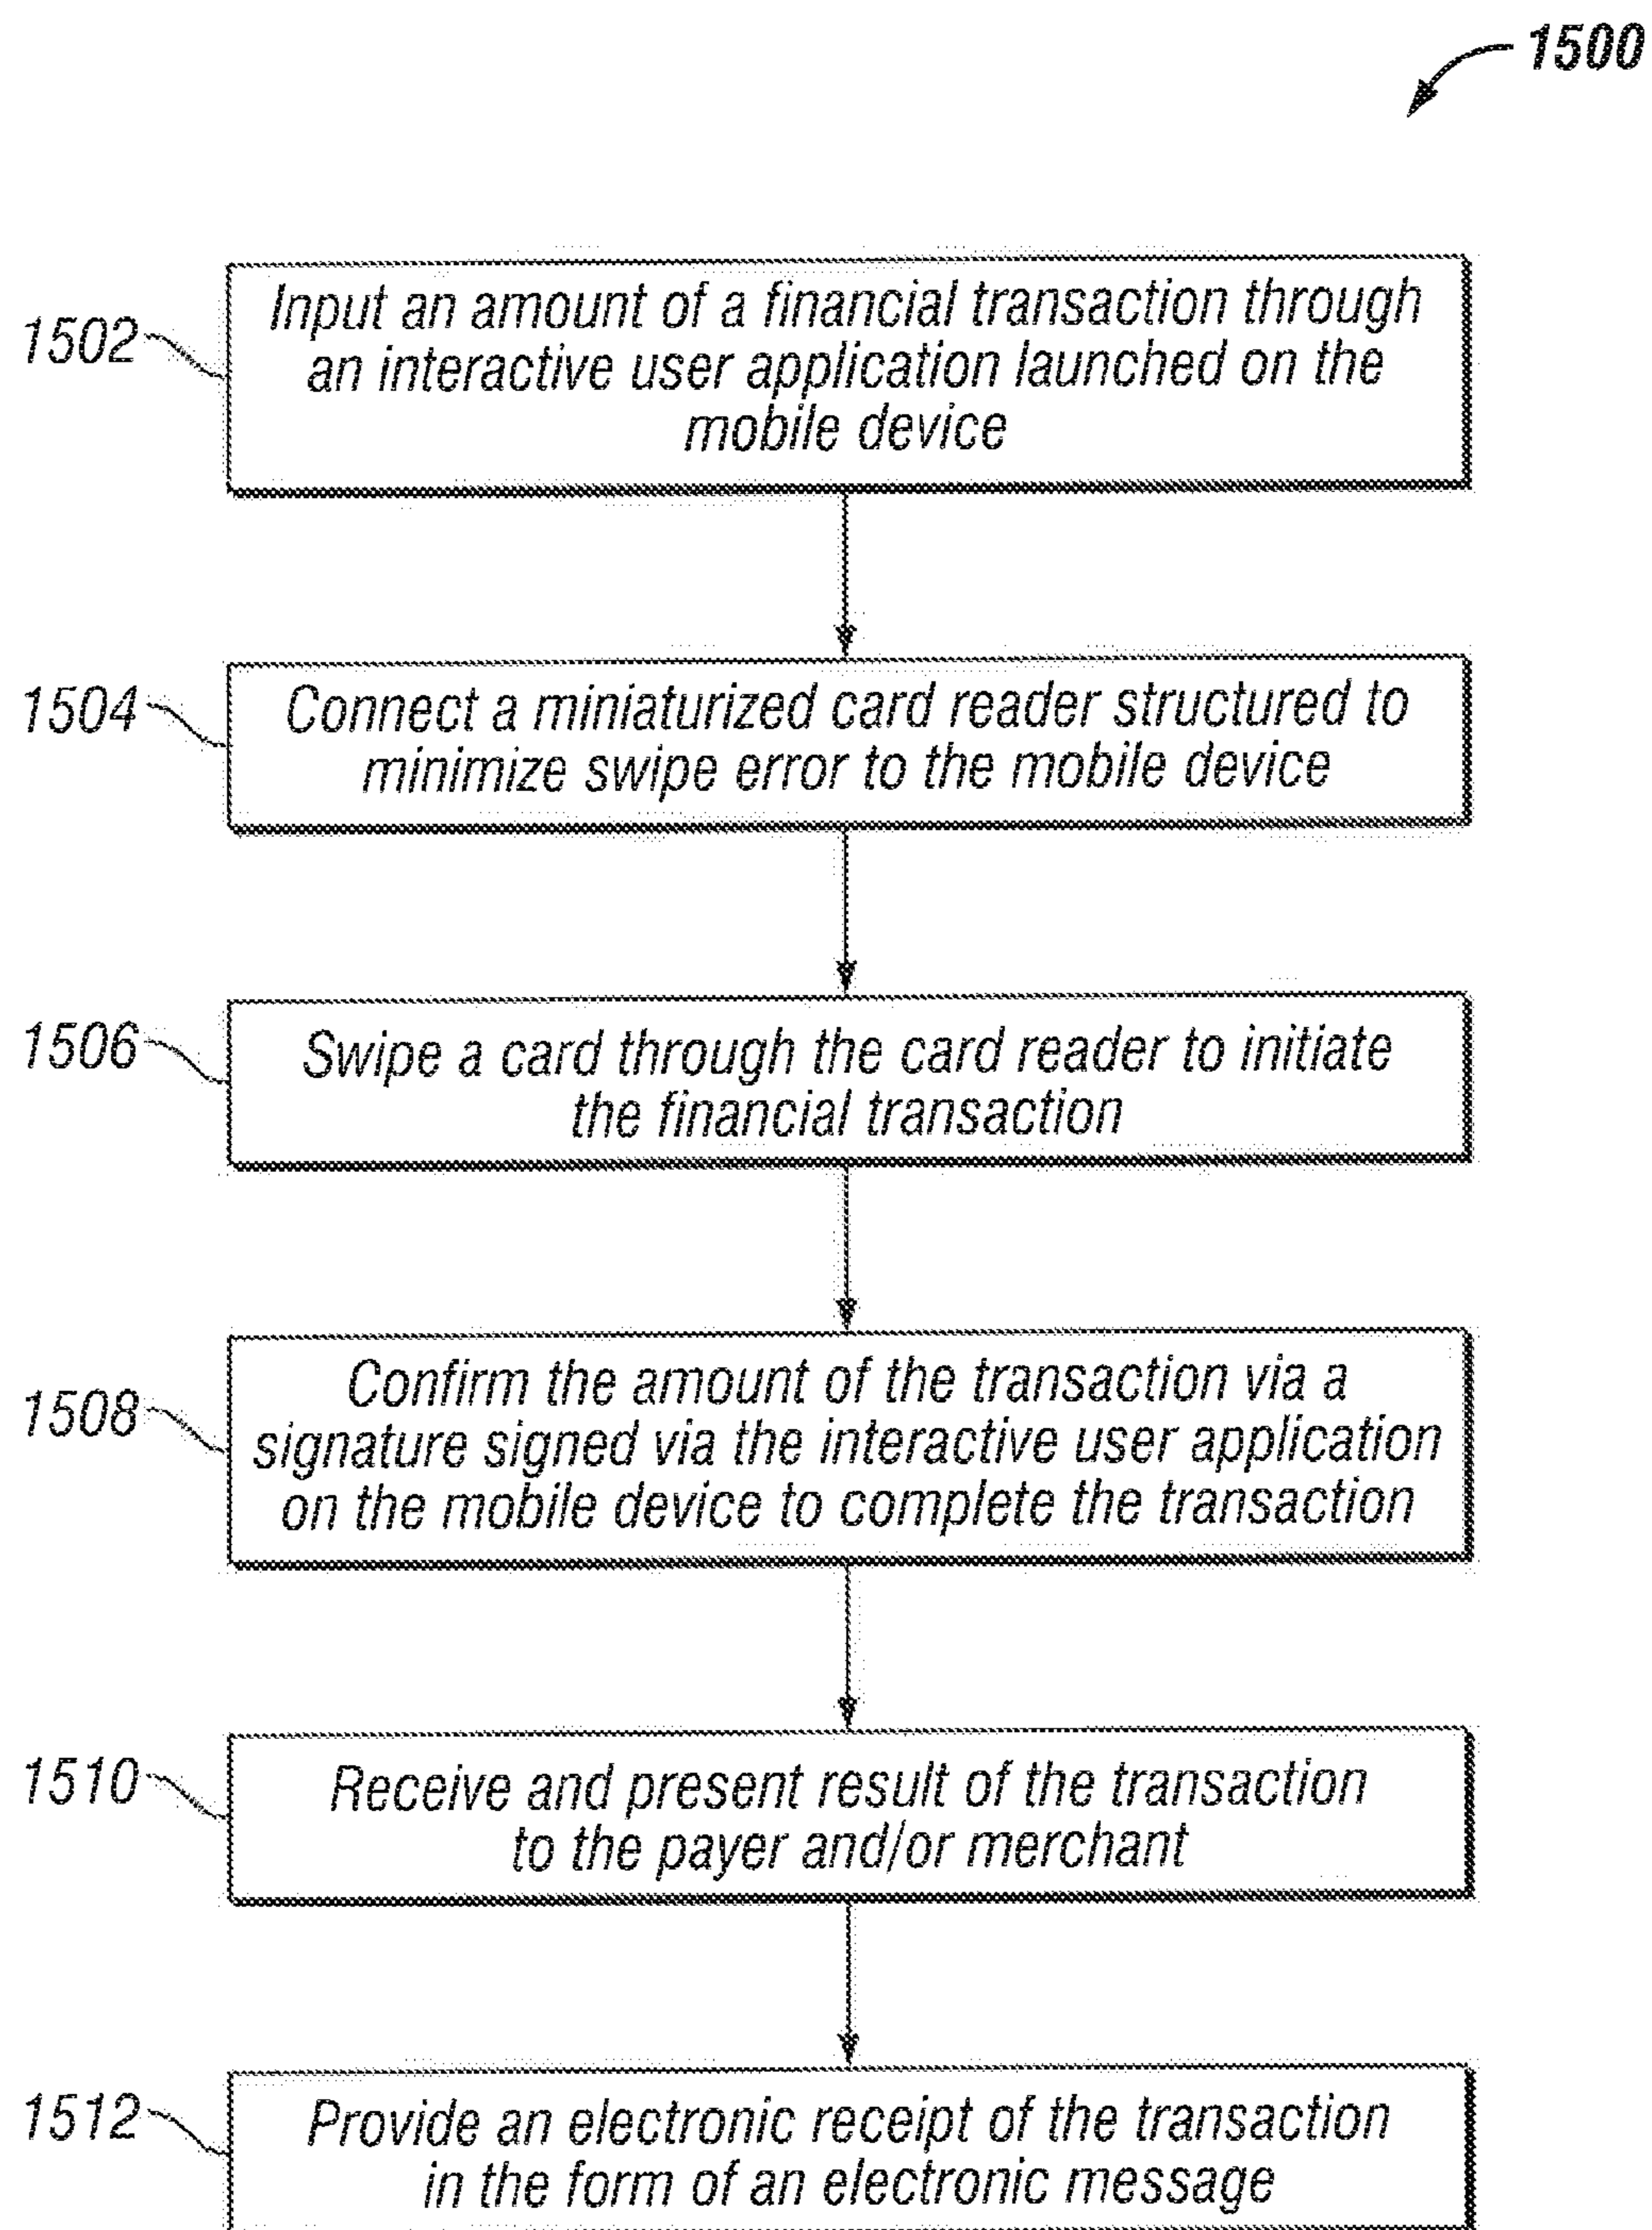 1500
1502
Input an amount of a financial transaction through
an interactive user application launched on the
mobile device
1504
Connect a miniaturized card reader structured to
minimize swipe error to the mobile device
1506
Swipe a card through the card reader to initiate
the financial transaction
1508
Confirm the amount of the transaction via a
signature signed via the interactive user application
on the mobile device to complete the transaction
1510
Receive and present result of the transaction
to the payer and/or merchant
1512
Provide an electronic receipt of the transaction
in the form of an electronic message